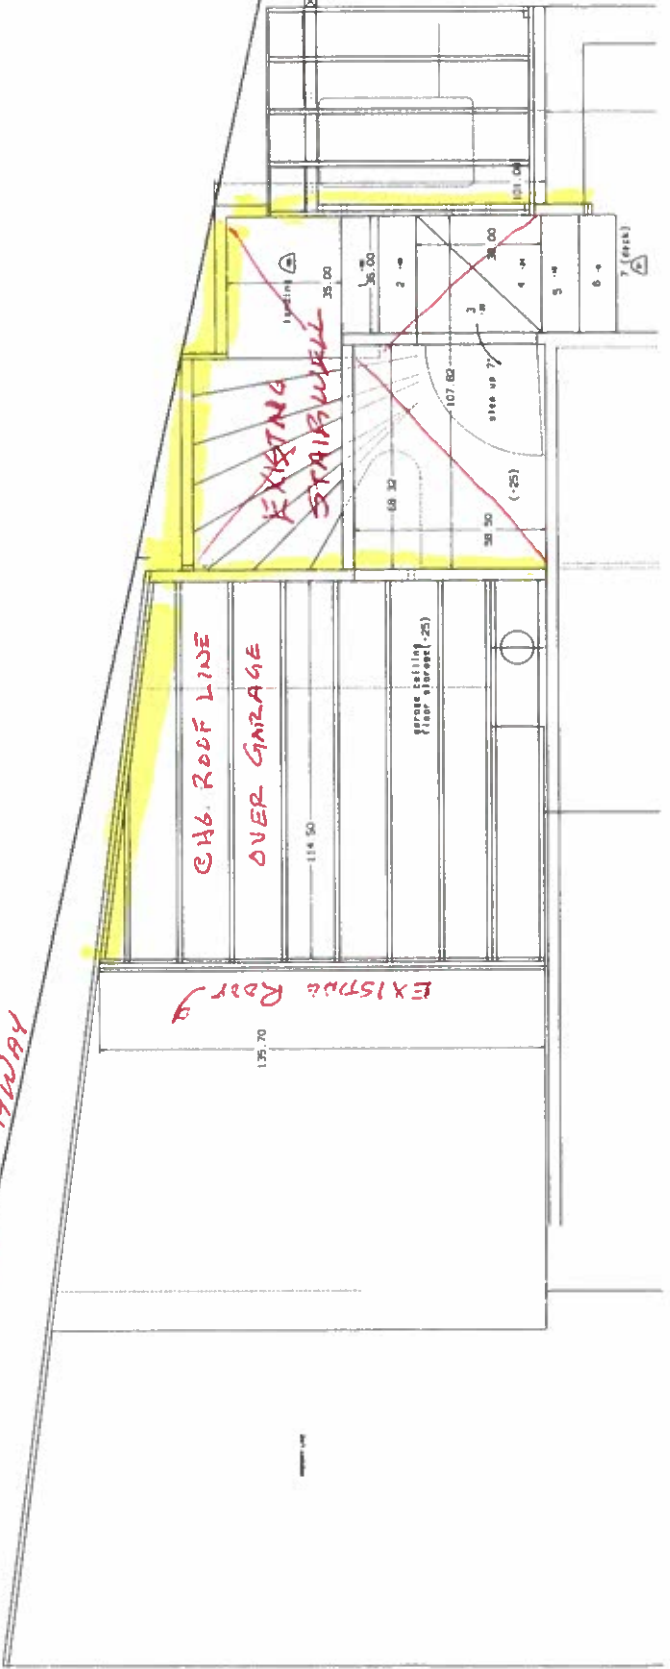 CHG. ROOF LINE
OVER GARAGE
EXISTING
STAIRWELL
EXISTING ROOF
garage ceiling
floor storage(-25)
landing
35.00
36.00
2
38.00
3
4
5
6
7 (deck)
step up 7"
(-25)
107.82
68.32
58.50
101.00
114.50
135.70